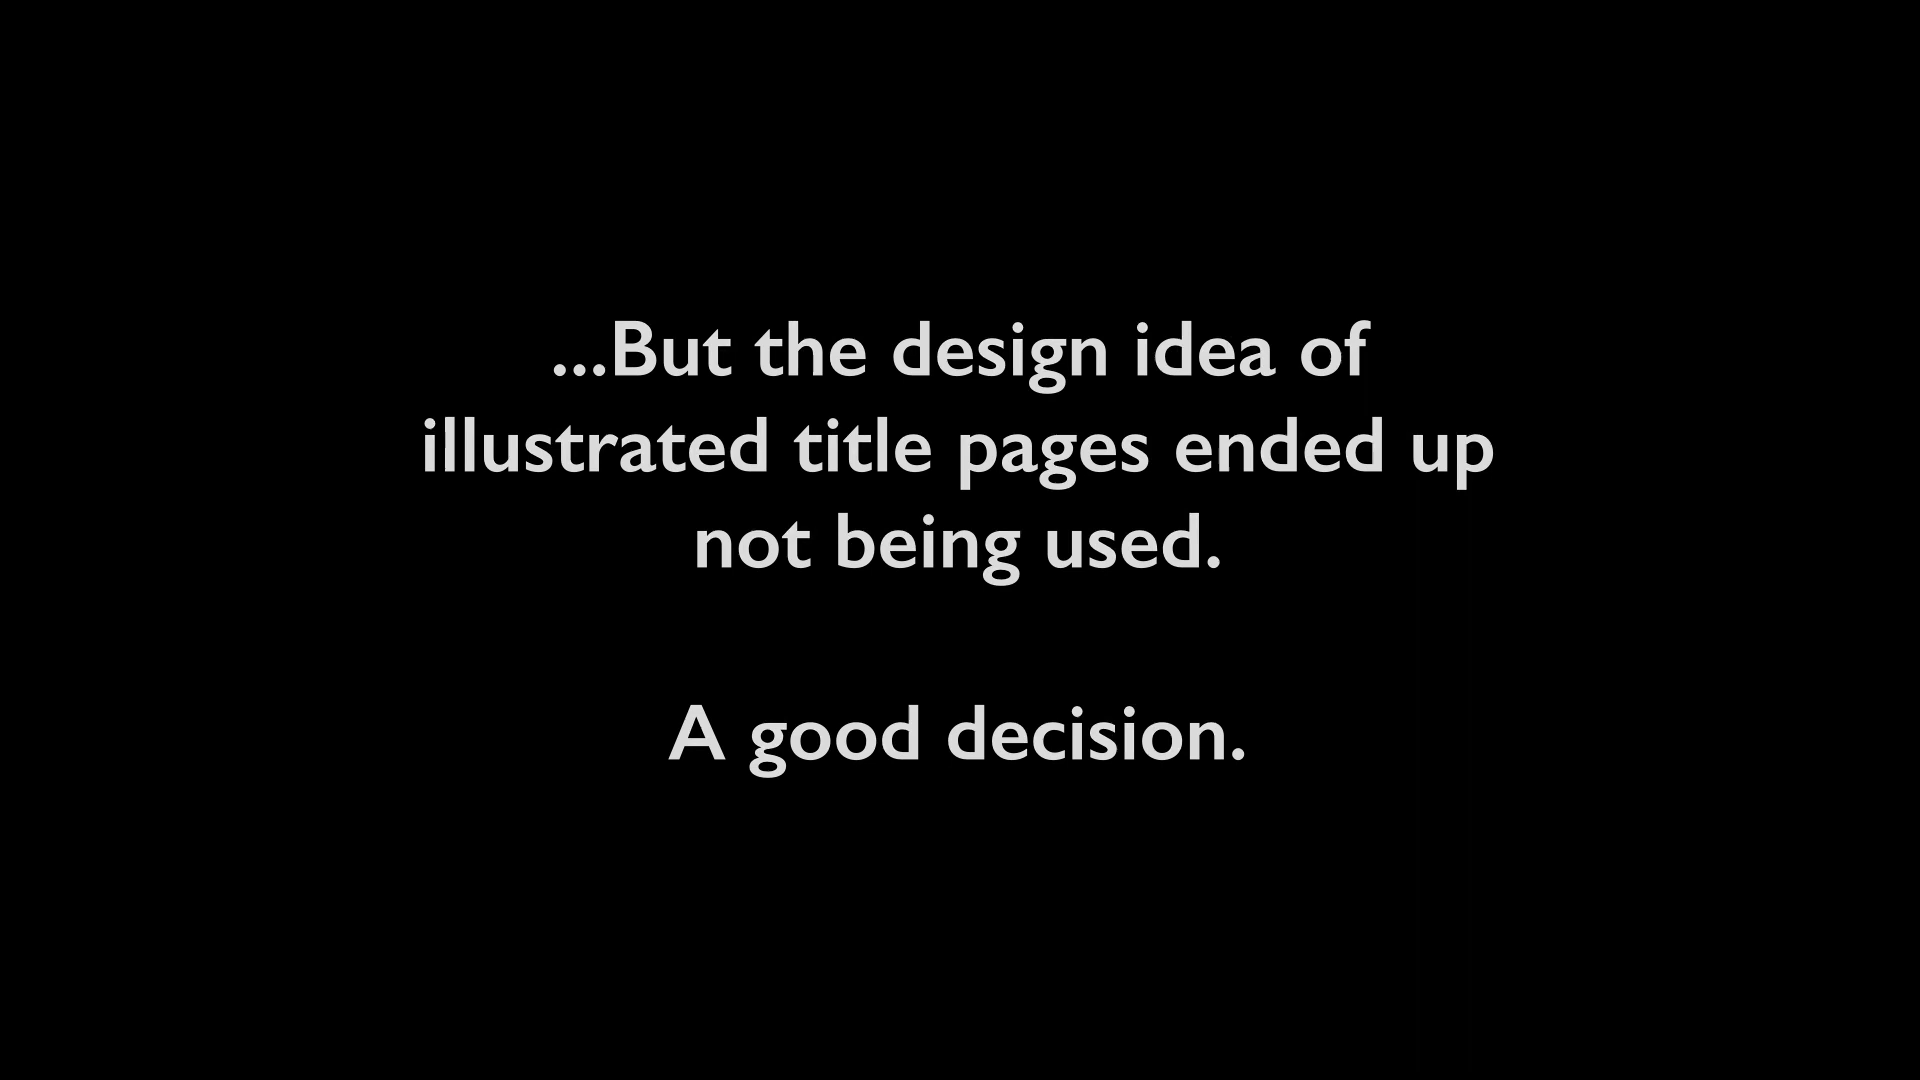 ...But the design idea of
illustrated title pages ended up
not being used.
A good decision.